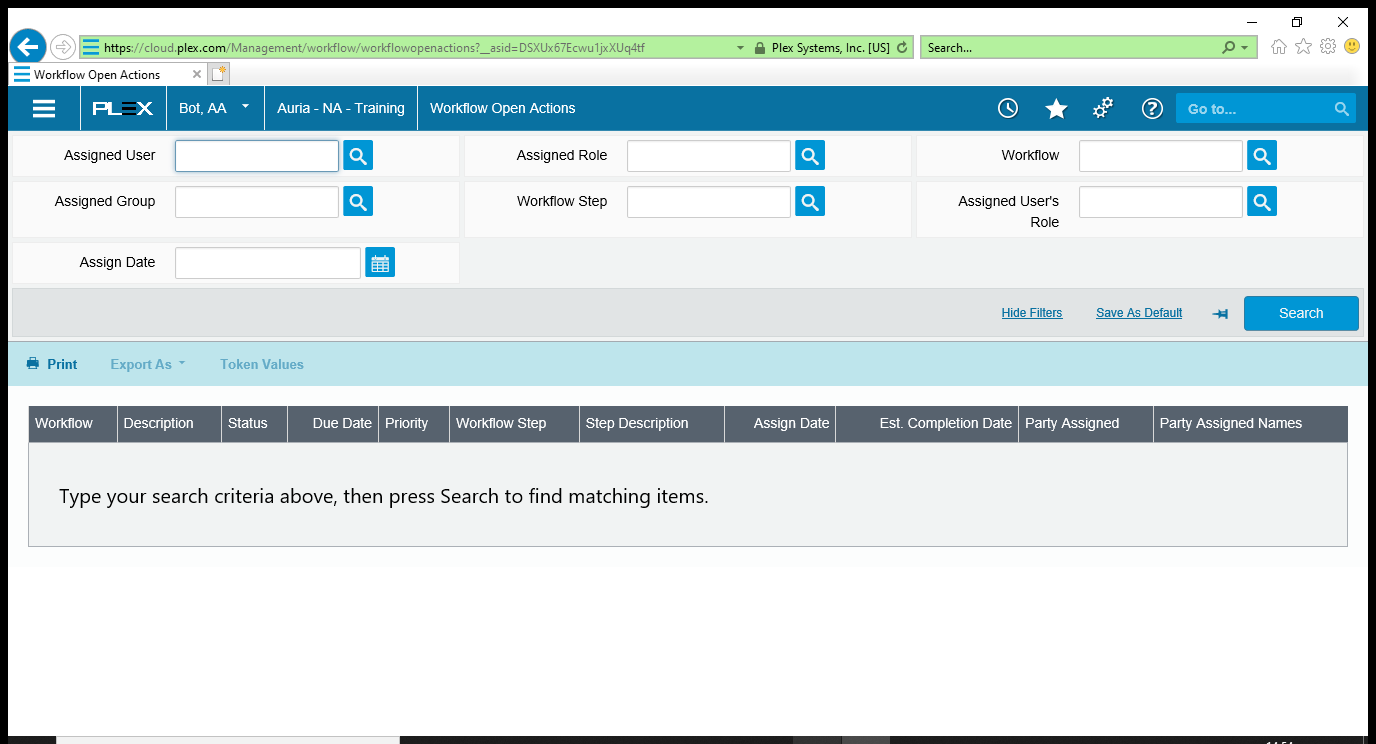 https://cloud.plex.com/Management/workflow/workflowopenactions?__asid=DSXUx67Ecwu1jxXUq4tf Plex Systems, Inc. [US] Search...
Workflow Open Actions
PLEX Bot, AA Auria - NA - Training Workflow Open Actions Go to...
Assigned User Assigned Role Workflow
Assigned Group Workflow Step Assigned User's
Role
Assign Date
Hide Filters Save As Default Search
Print Export As Token Values
Workflow Description Status Due Date Priority Workflow Step Step Description Assign Date Est. Completion Date Party Assigned Party Assigned Names
Type your search criteria above, then press Search to find matching items.